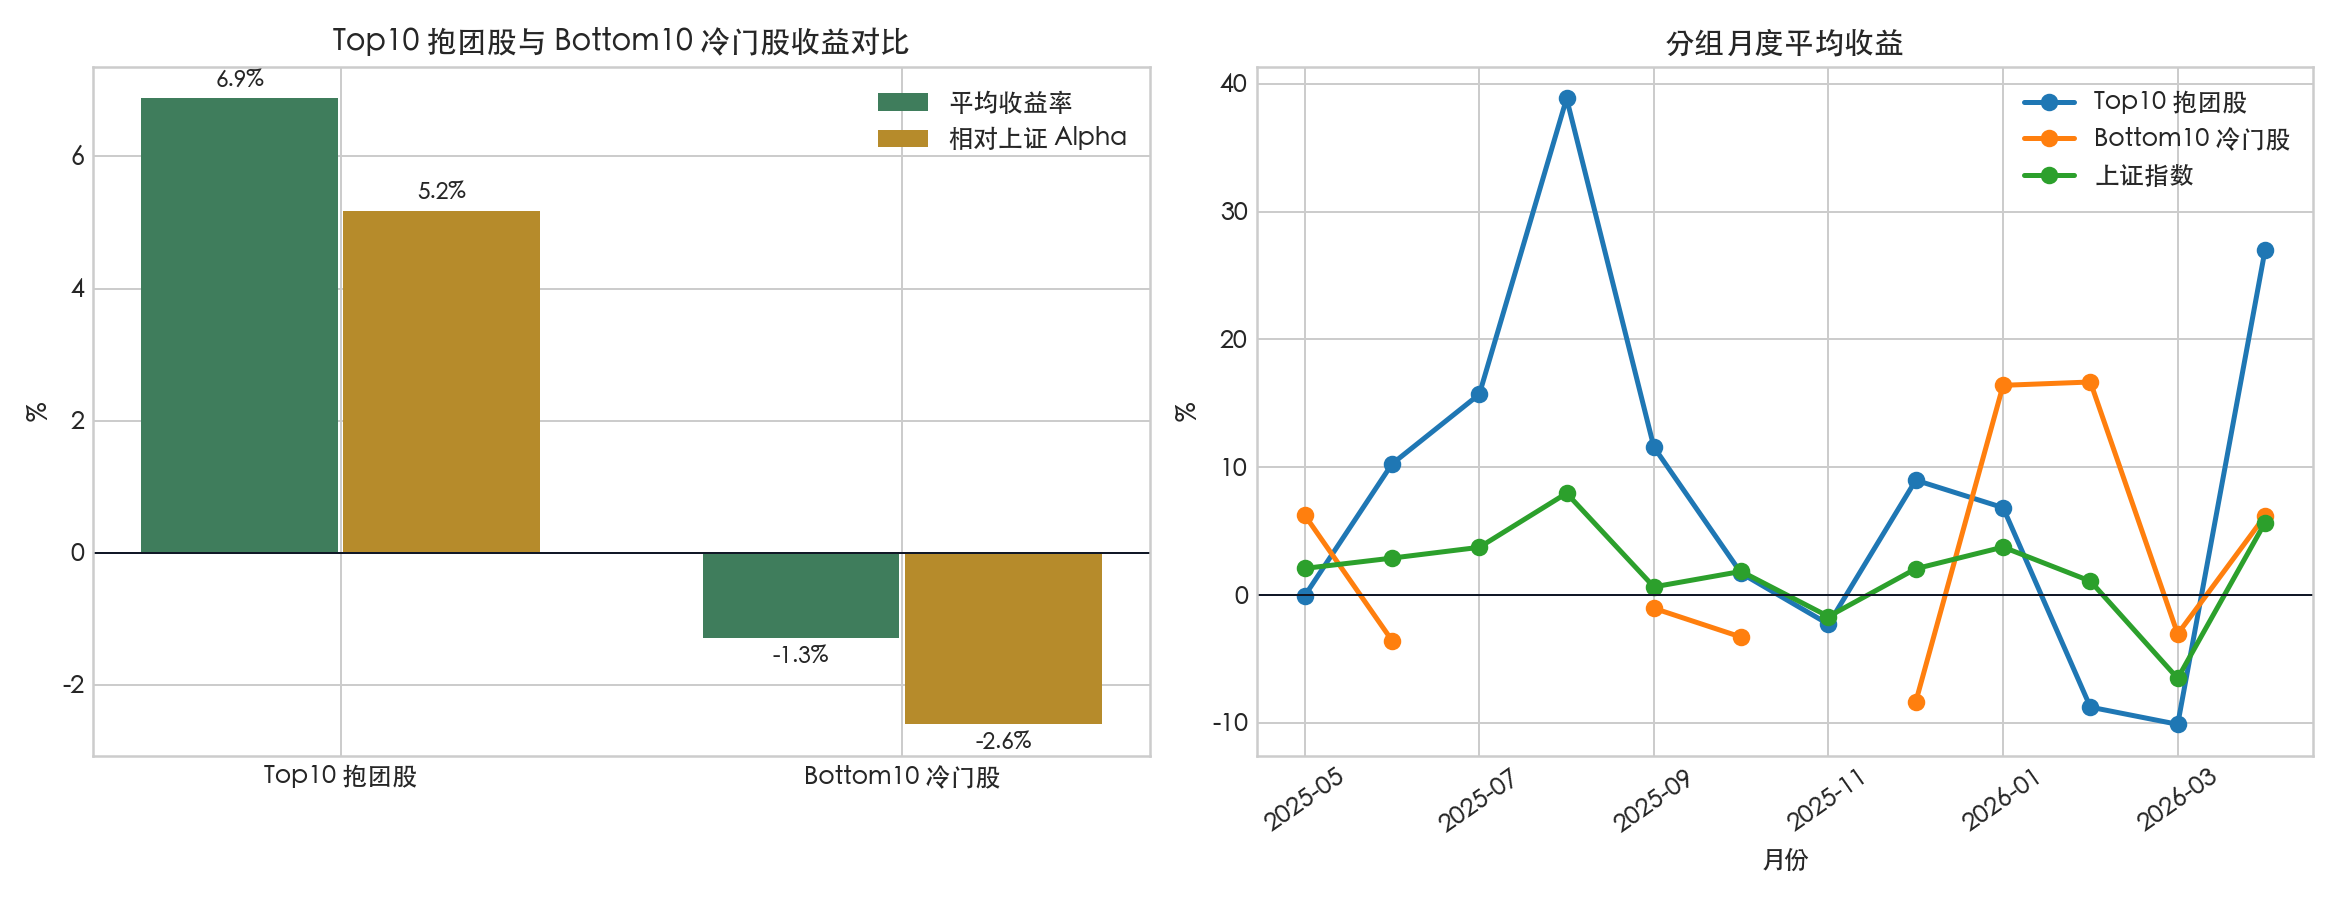 Top10 抱团股与 Bottom10 冷门股收益对比
平均收益率
相对上证 Alpha
6.9%
5.2%
-1.3%
-2.6%
%
6
4
2
0
-2
Top10 抱团股
Bottom10 冷门股
分组月度平均收益
Top10 抱团股
Bottom10 冷门股
上证指数
%
40
30
20
10
0
-10
2025-05
2025-07
2025-09
2025-11
2026-01
2026-03
月份